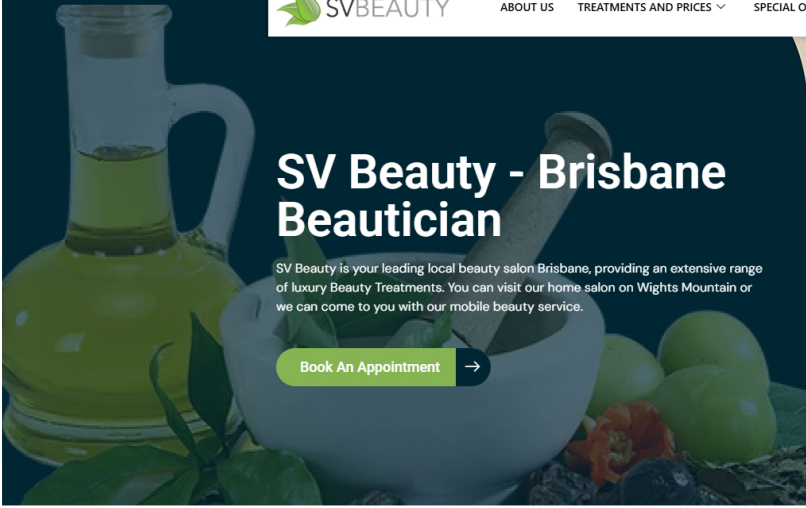 SVBEAUTY
ABOUT US TREATMENTS AND PRICES SPECIAL O
SV Beauty - Brisbane
Beautician
SV Beauty is your leading local beauty salon Brisbane, providing an extensive range
of luxury Beauty Treatments. You can visit our home salon on Wights Mountain or
we can come to you with our mobile beauty service.
Book An Appointment →